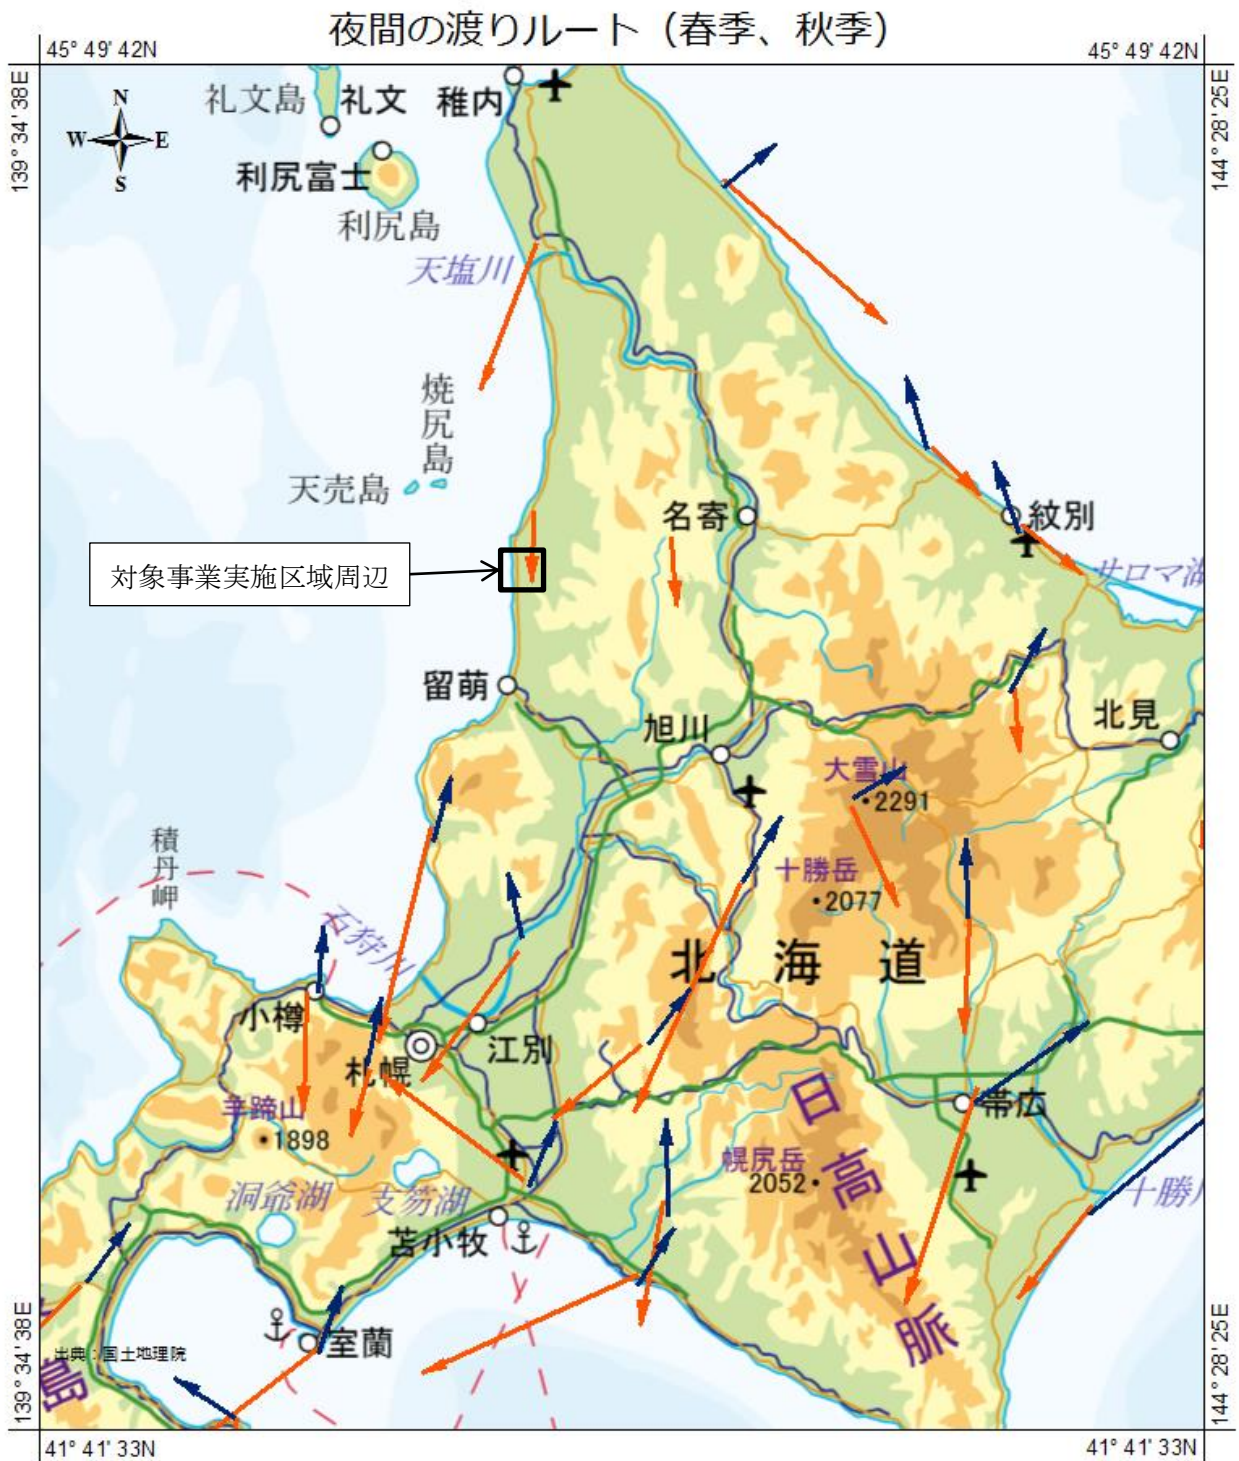 夜間の渡りルート（春季、秋季）
45° 49' 42N
45° 49' 42N
139° 34' 38E
144° 28' 25E
N
W
E
S
礼文島
礼文
稚内
利尻富士
利尻島
天塩川
焼尻島
天売島
名寄
紋別
サロマ湖
対象事業実施区域周辺
留萌
旭川
北見
大雪山
・2291
積丹岬
十勝岳
・2077
石狩川
北海道
小樽
札幌
江別
羊蹄山
・1898
帯広
日高山脈
幌尻岳
2052・
十勝川
洞爺湖
支笏湖
苫小牧
室蘭
出典：国土地理院
島
139° 34' 38E
144° 28' 25E
41° 41' 33N
41° 41' 33N